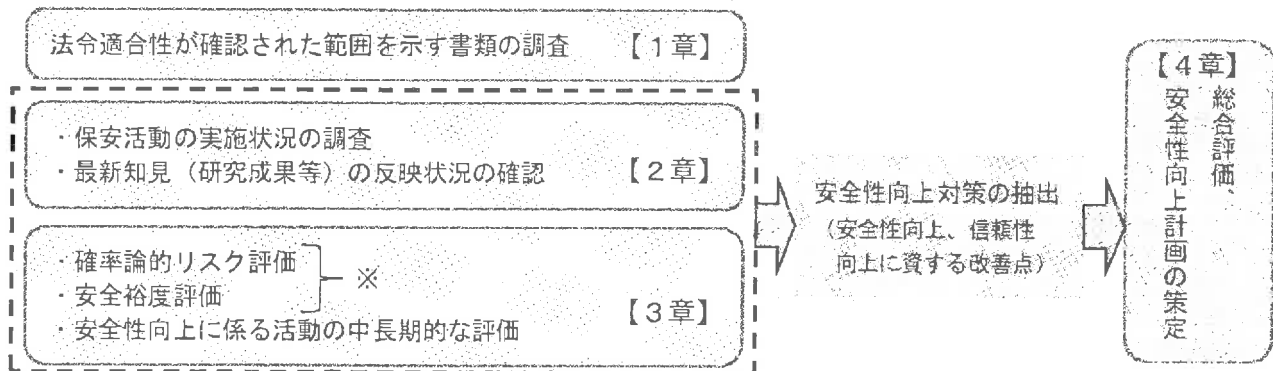 法令適合性が確認された範囲を示す書類の調査 【1章】
・保安活動の実施状況の調査
・最新知見(研究成果等)の反映状況の確認 【2章】
・確率論的リスク評価
・安全裕度評価
※
・安全性向上に係る活動の中長期的な評価
【3章】
安全性向上対策の抽出
(安全性向上、信頼性
向上に資する改善点)
【4章】
総合評価、
安全性向上計画の策定